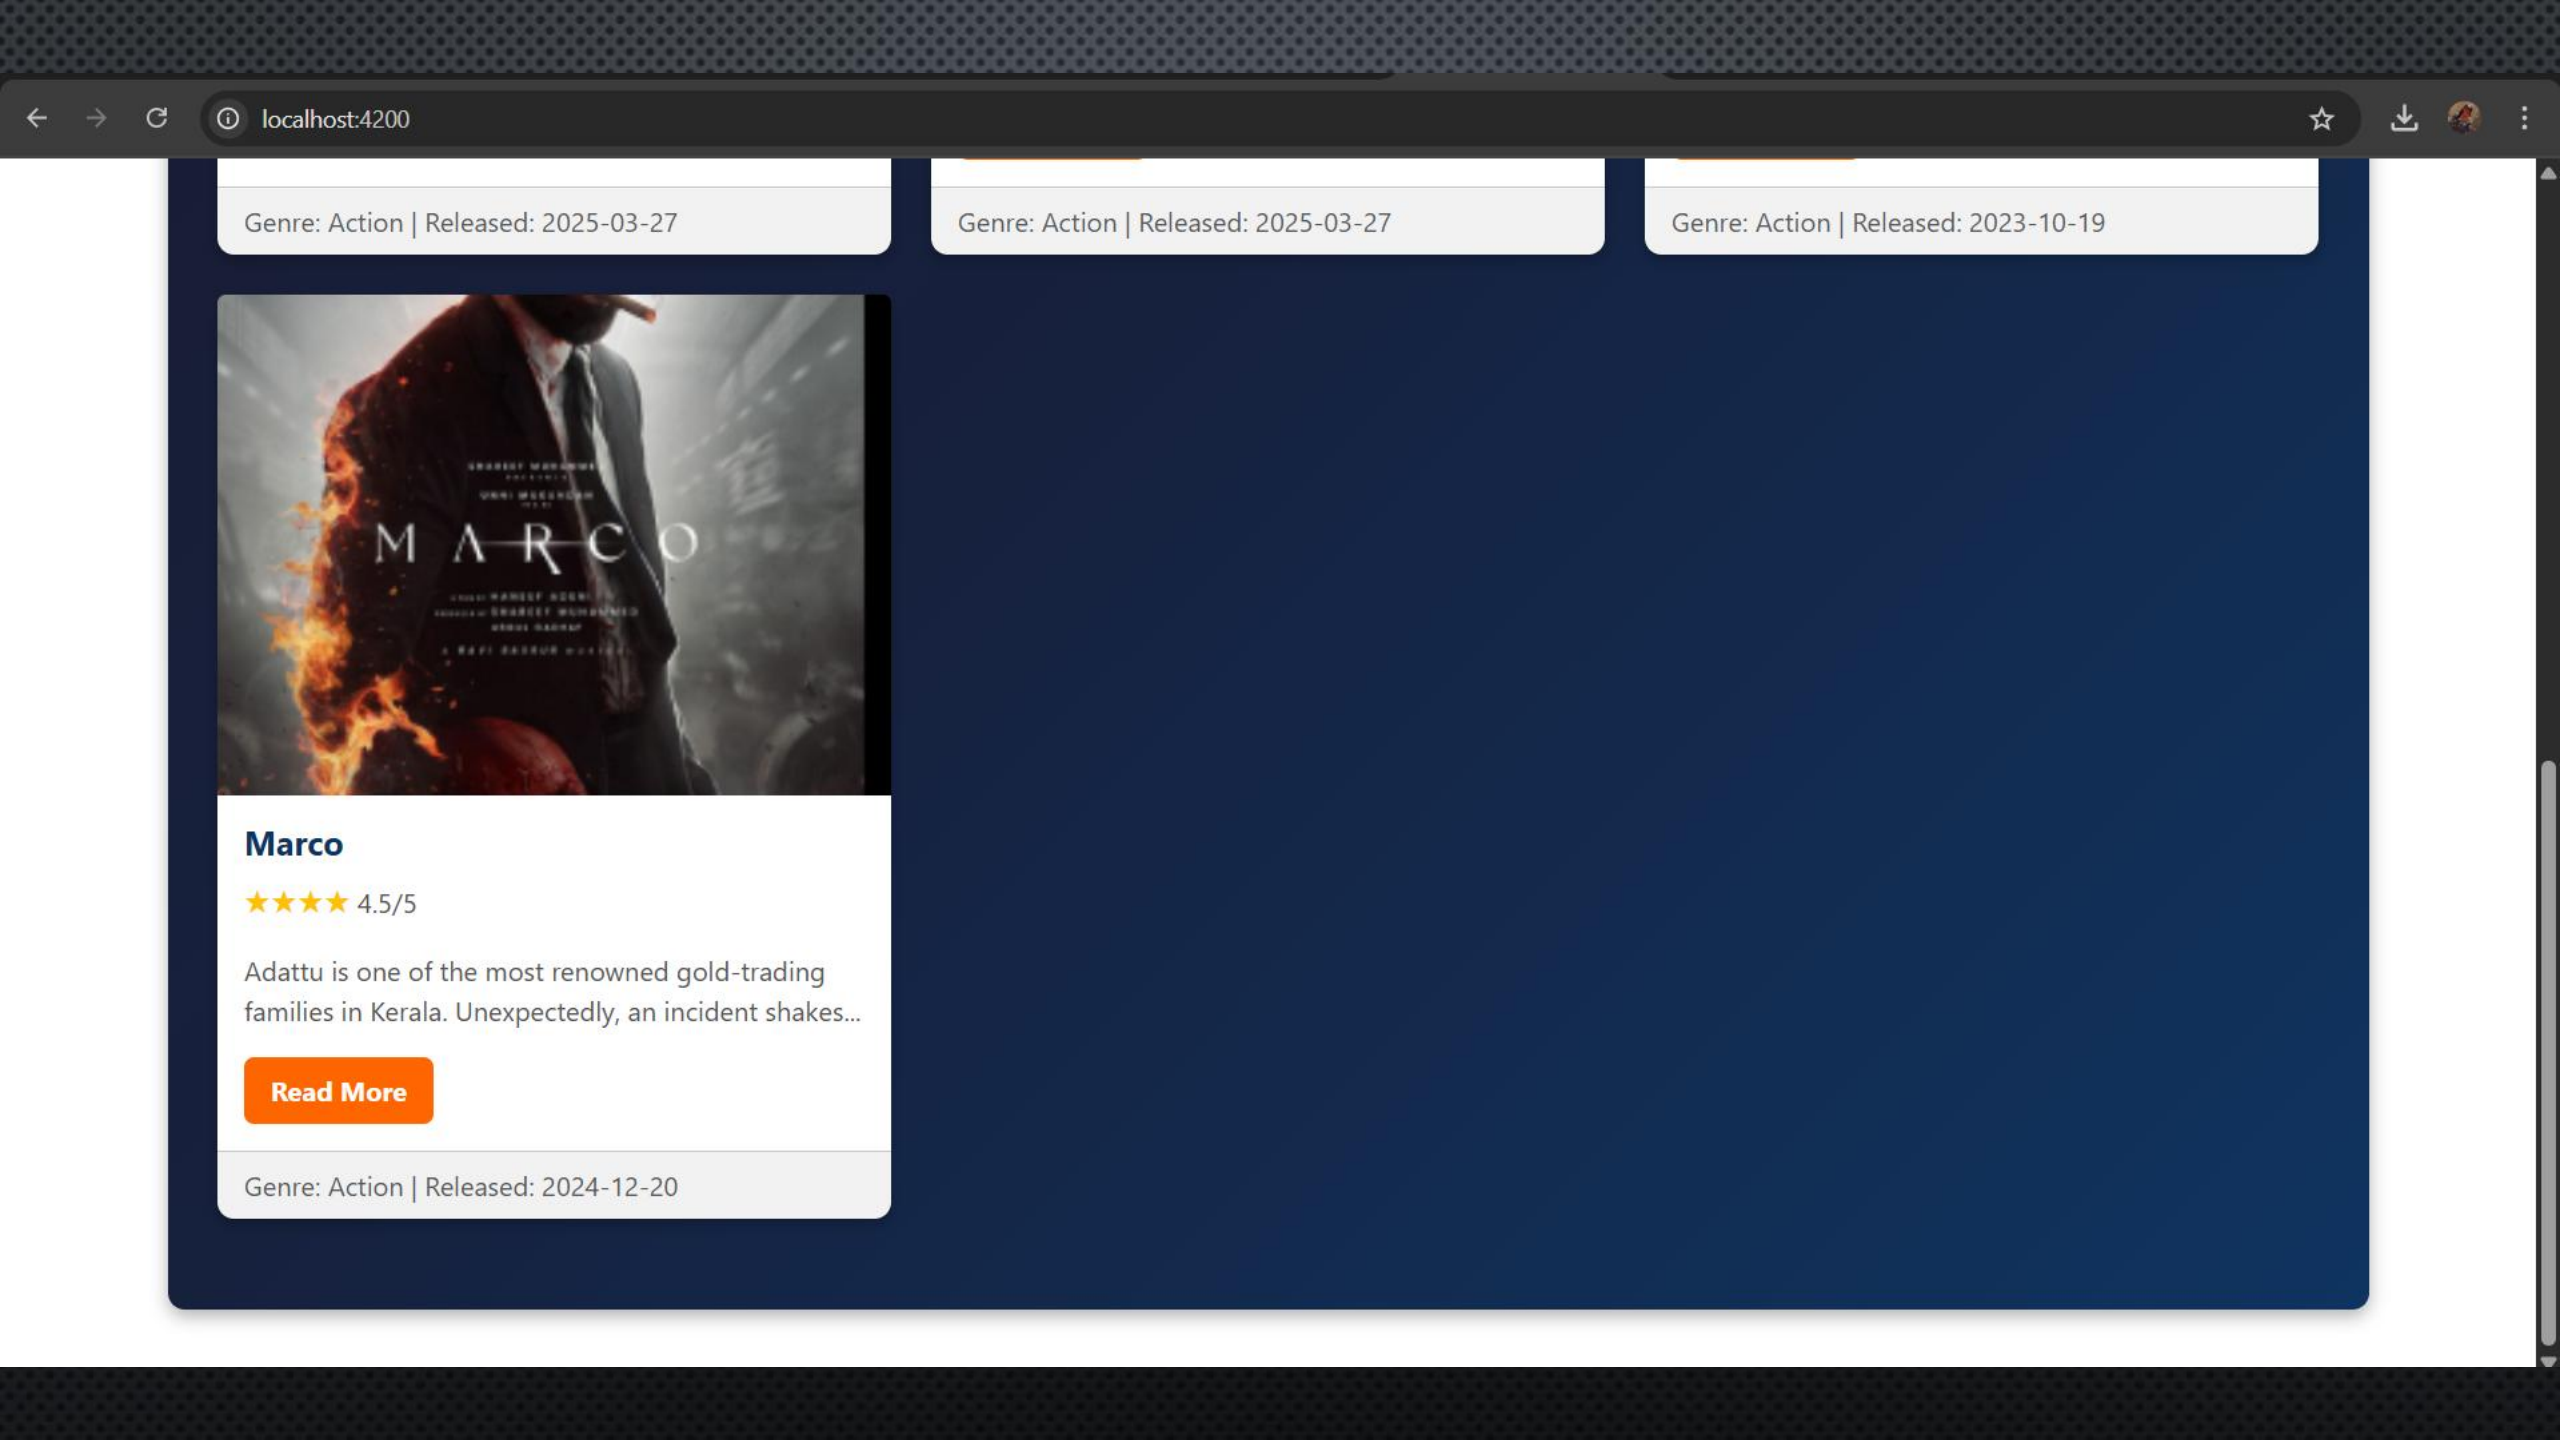 localhost:4200
Genre: Action | Released: 2025-03-27
Genre: Action | Released: 2025-03-27
Genre: Action | Released: 2023-10-19
MARCO
Marco
★★★★ 4.5/5
Adattu is one of the most renowned gold-trading
families in Kerala. Unexpectedly, an incident shakes...
Read More
Genre: Action | Released: 2024-12-20